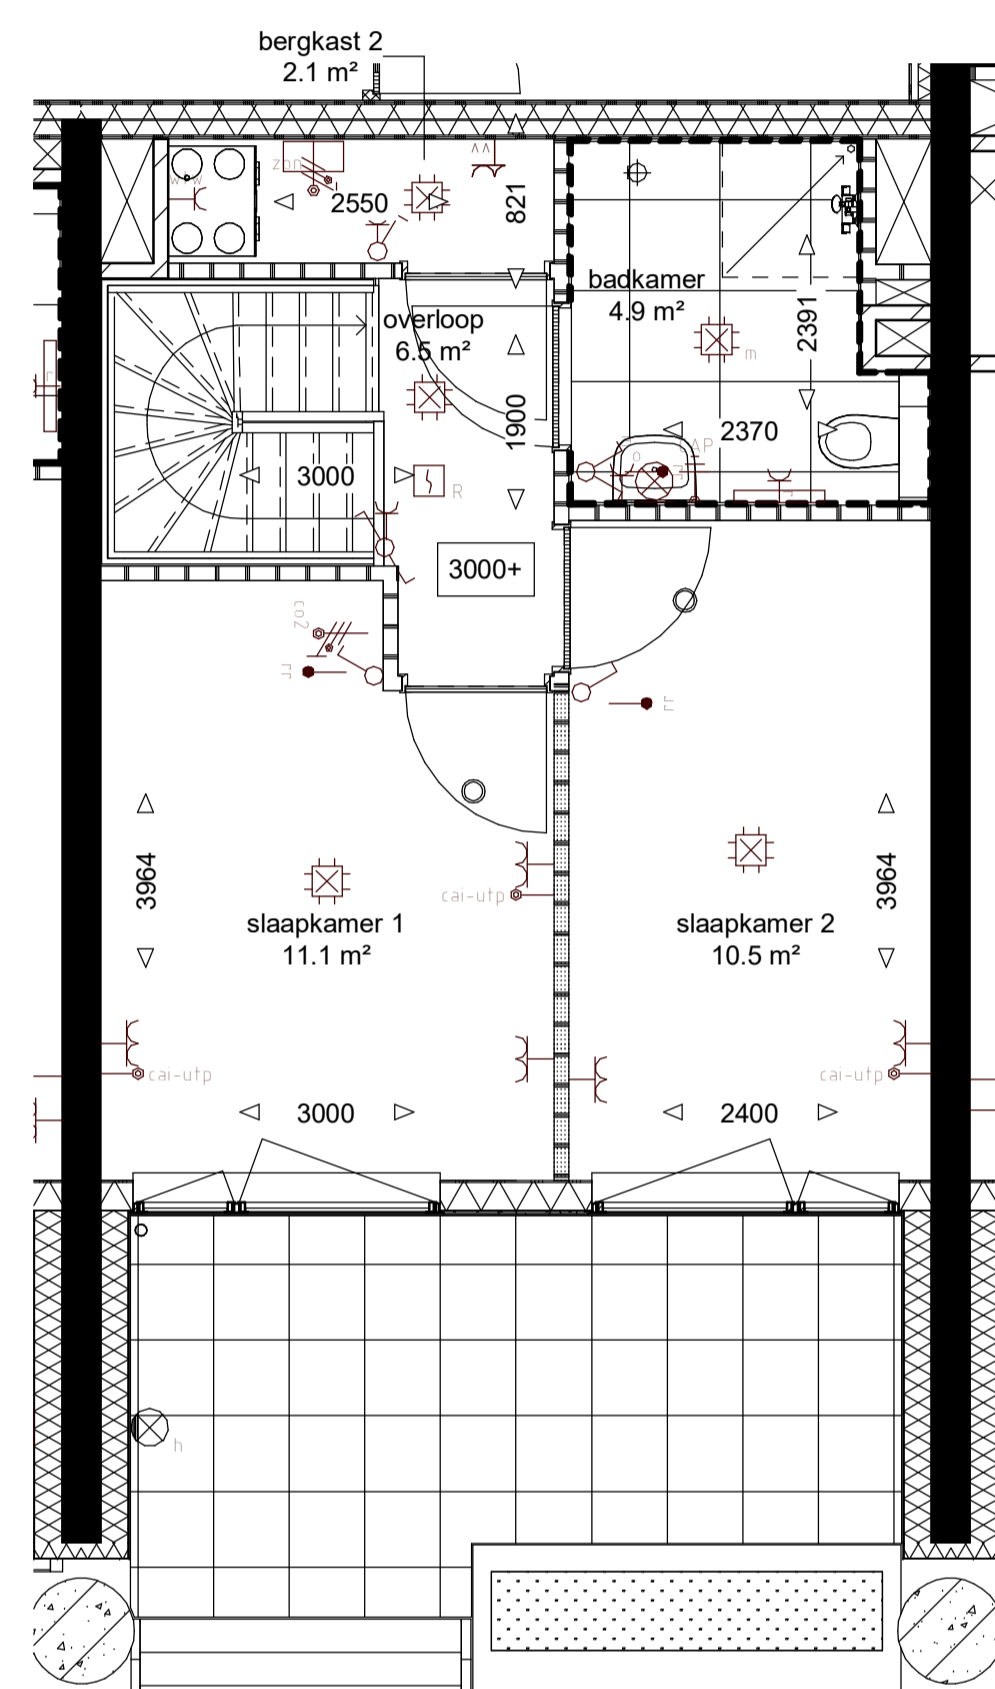 bergkast 2
2.1 m²
zon
wpw
2550
821
badkamer
4.9 m²
2391
overloop
6.5 m²
m
1900
2370
3000
R
3000+
co2
3964
3964
cai-utp
slaapkamer 1
11.1 m²
slaapkamer 2
10.5 m²
cai-utp
cai-utp
3000
2400
h